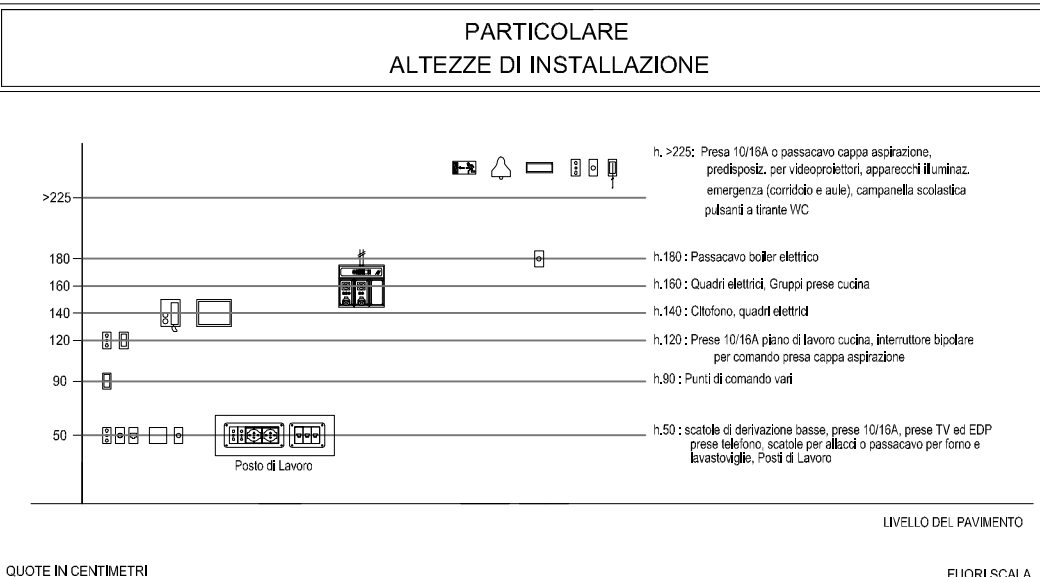 PARTICOLARE
ALTEZZE DI INSTALLAZIONE
h. >225: Presa 10/16A o passacavo cappa aspirazione,
predisposiz. per videoproiettori, apparecchi illuminaz.
emergenza (corridoio e aule), campanella scolastica
pulsanti a tirante WC
>225
180
h.180 : Passacavo boiler elettrico
160
h.160 : Quadri elettrici, Gruppi prese cucina
140
h.140 : CItofono, quadri elettrici
120
h.120 : Prese 10/16A piano di lavoro cucina, interruttore bipolare
per comando presa cappa aspirazione
90
h.90 : Punti di comando vari
50
h.50 : scatole di derivazione basse, prese 10/16A, prese TV ed EDP
prese telefono, scatole per allacci o passacavo per forno e
lavastoviglie, Posti di Lavoro
Posto di Lavoro
LIVELLO DEL PAVIMENTO
QUOTE IN CENTIMETRI
FUORI SCALA